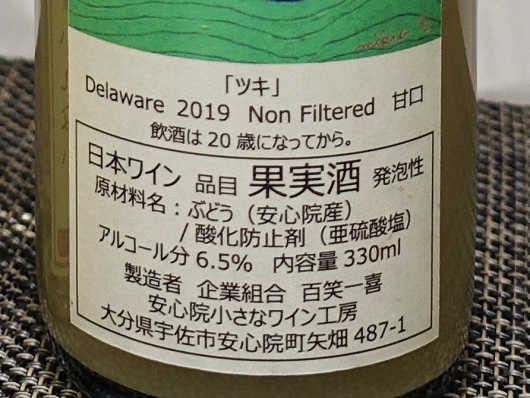 「ツキ」
Delaware 2019 Non Filtered 甘口
飲酒は20歳になってから。
日本ワイン 品目 果実酒 発泡性
原材料名：ぶどう（安心院産）
/ 酸化防止剤（亜硫酸塩）
アルコール分 6.5% 内容量 330ml
製造者 企業組合 百笑一喜
安心院小さなワイン工房
大分県宇佐市安心院町矢畑 487-1